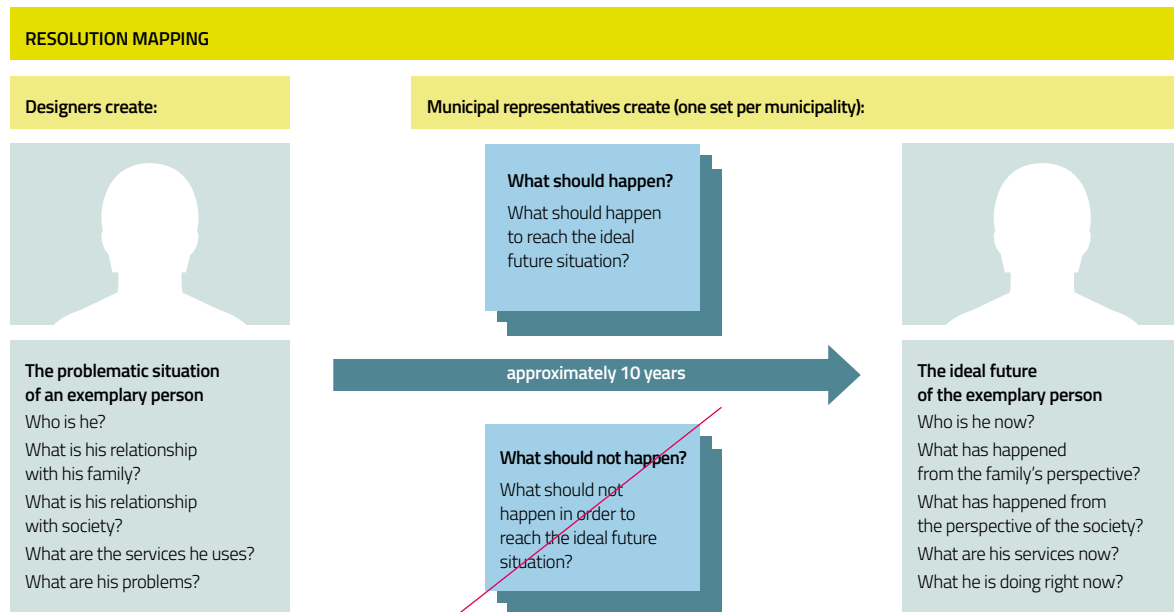 RESOLUTION MAPPING
Designers create:
Municipal representatives create (one set per municipality):
What should happen?
What should happen
to reach the ideal
future situation?
approximately 10 years
What should not happen?
What should not
happen in order to
reach the ideal future
situation?
The problematic situation
of an exemplary person
Who is he?
What is his relationship
with his family?
What is his relationship
with society?
What are the services he uses?
What are his problems?
The ideal future
of the exemplary person
Who is he now?
What has happened
from the family's perspective?
What has happened from
the perspective of the society?
What are his services now?
What he is doing right now?